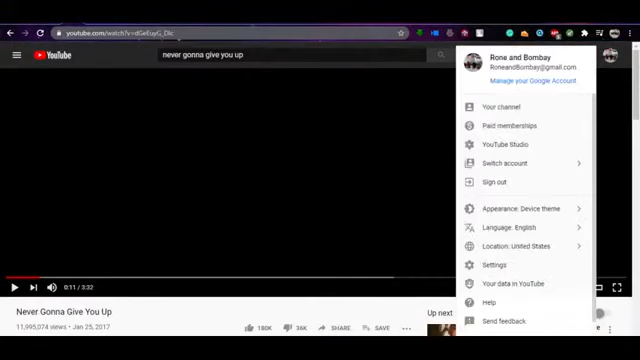 youtube.com/watch?v=dGeEuyG_DIc
YouTube
never gonna give you up
Rone and Bombay
RoneandBombay@gmail.com
Manage your Google Account
Your channel
Paid memberships
YouTube Studio
Switch account
Sign out
Appearance: Device theme
Language: English
Location: United States
Settings
Your data in YouTube
Help
Send feedback
0:11 / 3:32
Never Gonna Give You Up
11,995,074 views • Jan 25, 2017
180K
36K
SHARE
SAVE
Up next